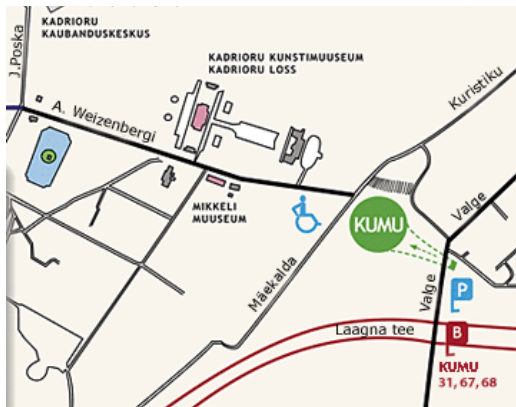 KADRIORU
KAUBANDUSKESKUS
J.Poska
KADRIORU KUNSTIMUUSEUM
KADRIORU LOSS
Kuristiku
A. Weizenbergi
MIKKELI
MUUSEUM
KUMU
Valge
Mäekalda
P
Valge
Laagna tee
B
KUMU
31, 67, 68